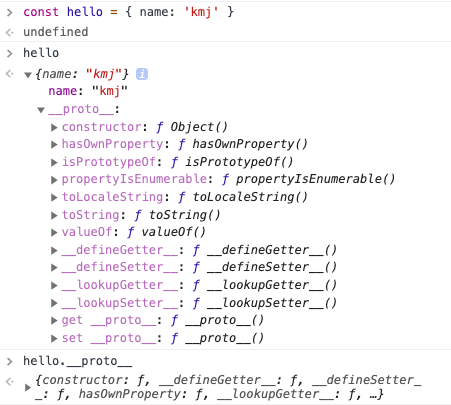 > const hello = { name: 'kmj' }
< undefined
> hello
< ▼ {name: "kmj"} i
name: "kmj"
▼ __proto__:
▶ constructor: ƒ Object()
▶ hasOwnProperty: ƒ hasOwnProperty()
▶ isPrototypeOf: ƒ isPrototypeOf()
▶ propertyIsEnumerable: ƒ propertyIsEnumerable()
▶ toLocaleString: ƒ toLocaleString()
▶ toString: ƒ toString()
▶ valueOf: ƒ valueOf()
▶ __defineGetter__: ƒ __defineGetter__()
▶ __defineSetter__: ƒ __defineSetter__()
▶ __lookupGetter__: ƒ __lookupGetter__()
▶ __lookupSetter__: ƒ __lookupSetter__()
▶ get __proto__: ƒ __proto__()
▶ set __proto__: ƒ __proto__()
> hello.__proto__
< ▶ {constructor: ƒ, __defineGetter__: ƒ, __defineSetter_
_: ƒ, hasOwnProperty: ƒ, __lookupGetter__: ƒ, …}